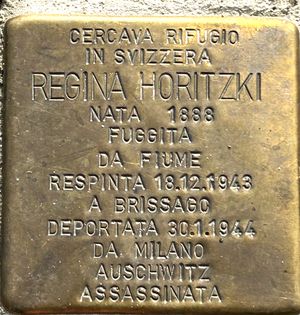 CERCAVA RIFUGIO
IN SVIZZERA
REGINA HORITZKI
NATA 1888
FUGGITA
DA FIUME
RESPINTA 18.12.1943
A BRISSAGO
DEPORTATA 30.1.1944
DA MILANO
AUSCHWITZ
ASSASSINATA